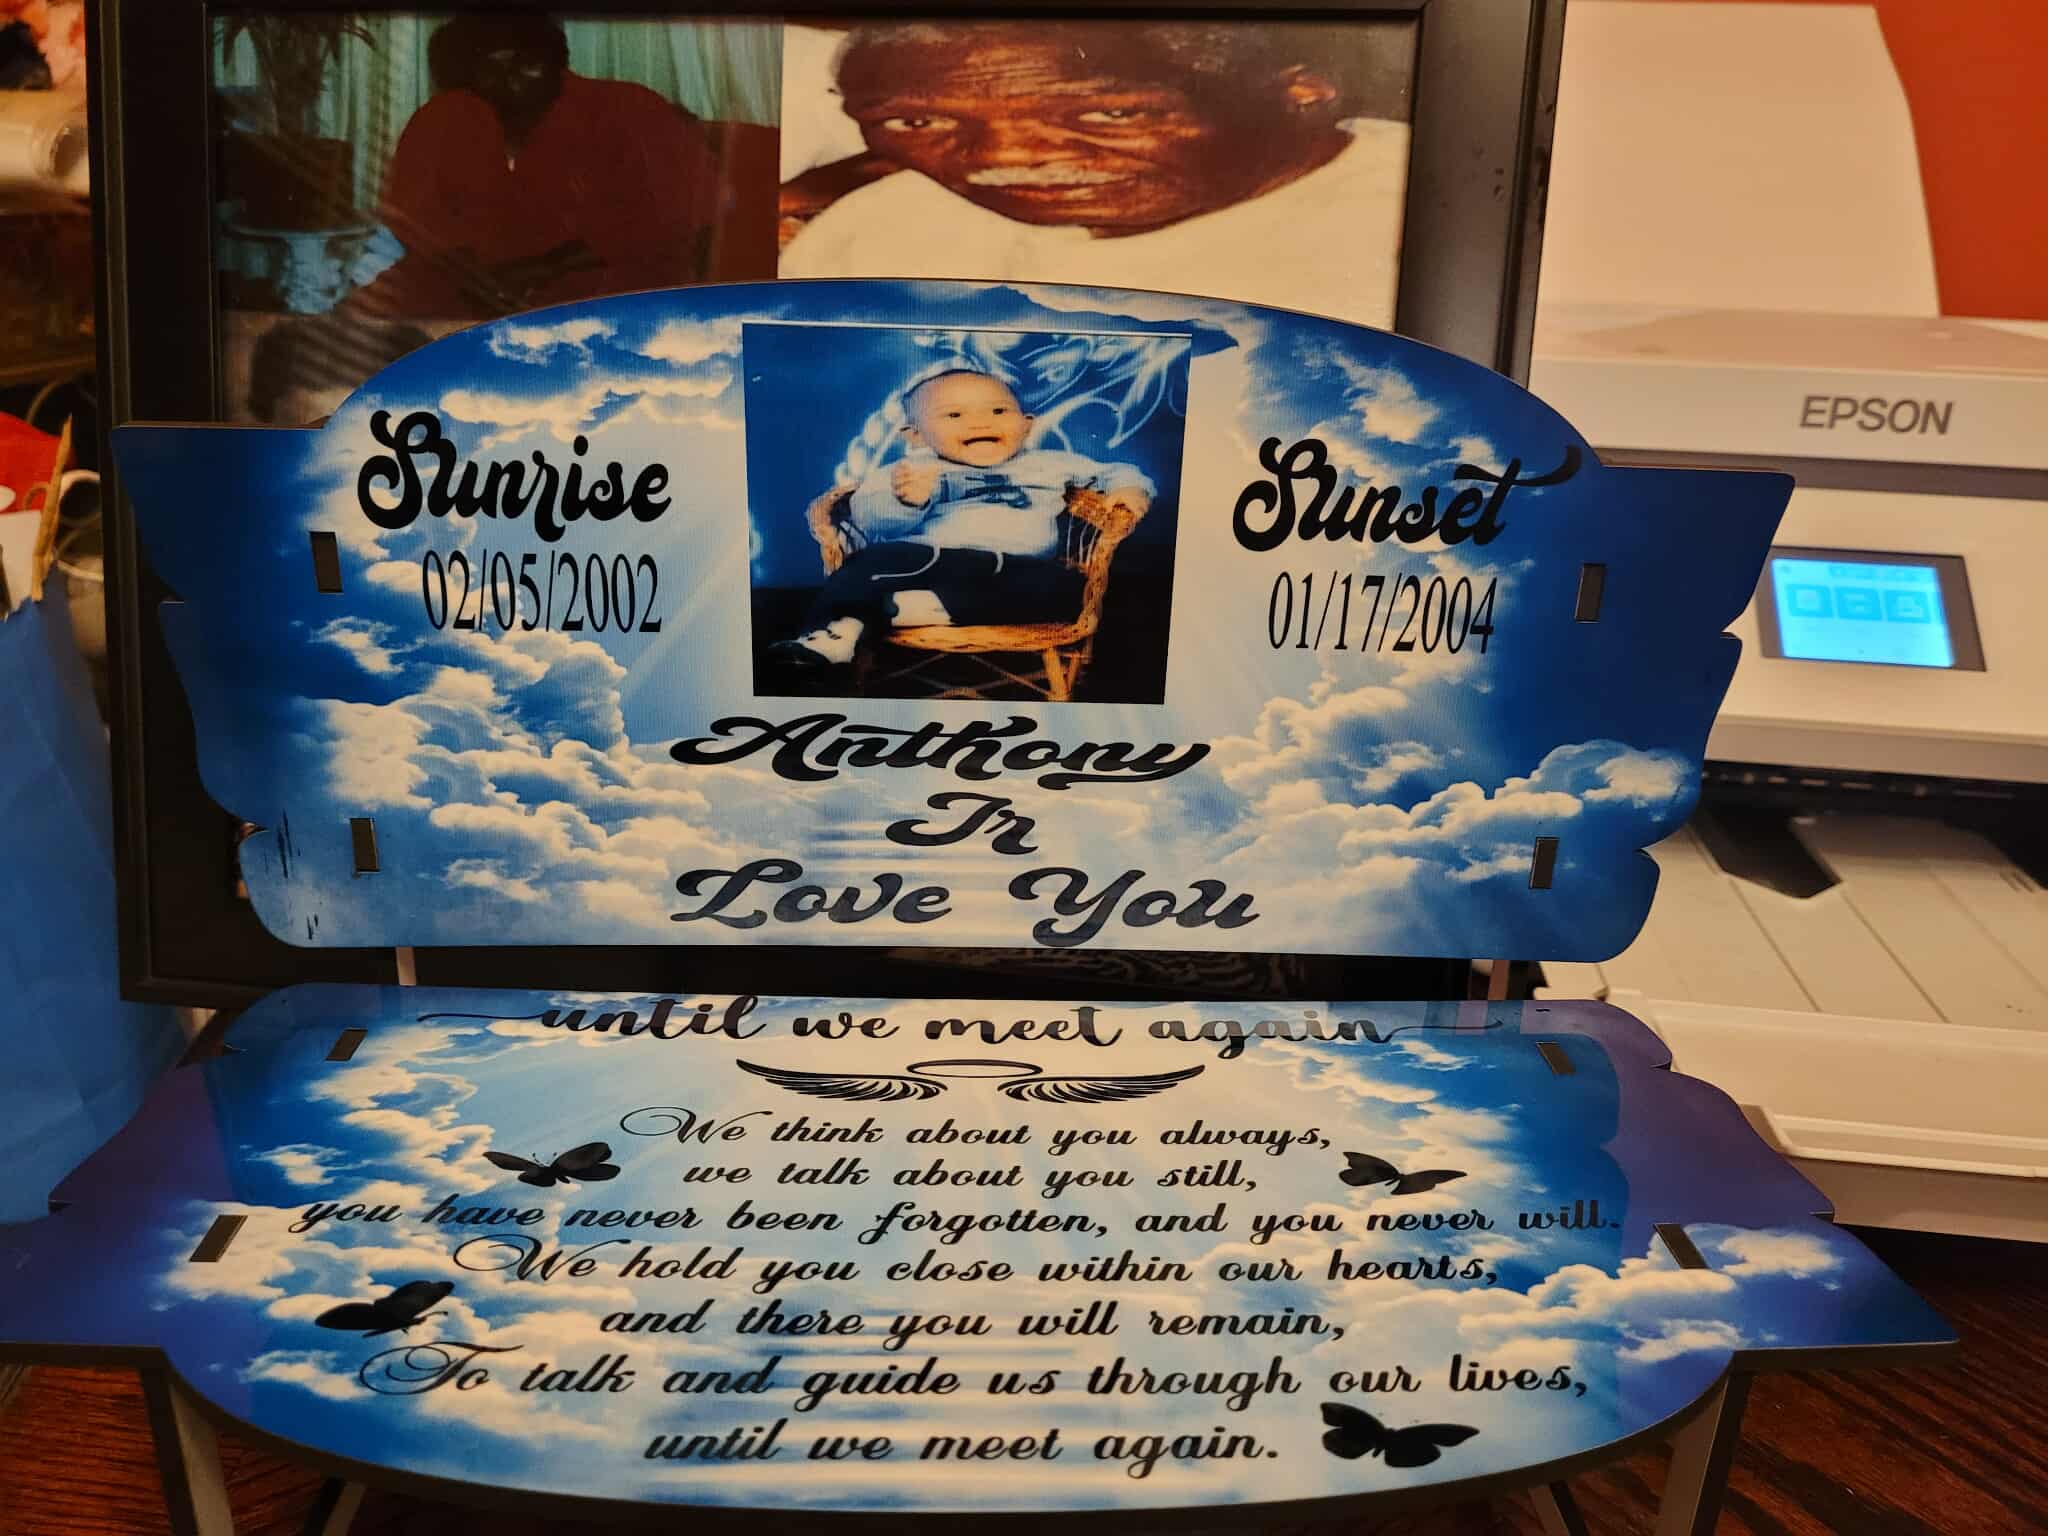 EPSON
Sunrise
02/05/2002
Sunset
01/17/2004
Anthony
Jr
Love You
until we meet again
We think about you always,
we talk about you still,
you have never been forgotten, and you never will.
We hold you close within our hearts,
and there you will remain,
To talk and guide us through our lives,
until we meet again.